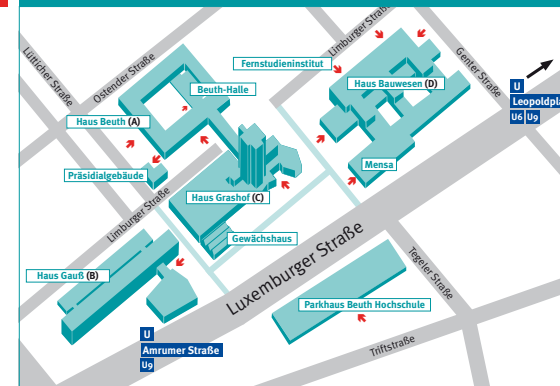 Lütticher Straße
Ostender Straße
Limburger Straße
Genter Straße
Fernstudieninstitut
Haus Bauwesen (D)
Beuth-Halle
Haus Beuth (A)
U
Leopoldpla
U6 U9
Präsidialgebäude
Mensa
Haus Grashof (C)
Limburger Straße
Gewächshaus
Luxemburger Straße
Haus Gauß (B)
Tegeler Straße
Parkhaus Beuth Hochschule
U
Amrumer Straße
U9
Triftstraße